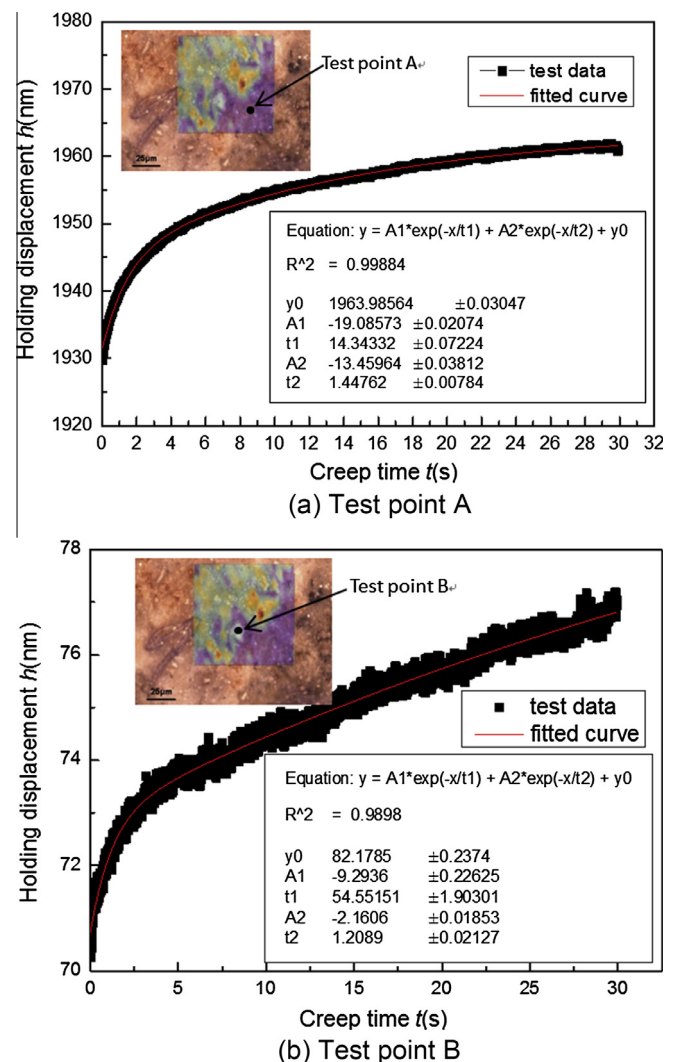 1980
1970
1960
1950
1940
1930
1920
Holding displacement h(nm)
Test point A
25μm
test data
fitted curve
Equation: y = A1*exp(-x/t1) + A2*exp(-x/t2) + y0
R^2 = 0.99884
y0 1963.98564 ±0.03047
A1 -19.08573 ±0.02074
t1 14.34332 ±0.07224
A2 -13.45964 ±0.03812
t2 1.44762 ±0.00784
0 2 4 6 8 10 12 14 16 18 20 22 24 26 28 30 32
Creep time t(s)
(a) Test point A
78
76
74
72
70
Holding displacement h(nm)
Test point B
25μm
test data
fitted curve
Equation: y = A1*exp(-x/t1) + A2*exp(-x/t2) + y0
R^2 = 0.9898
y0 82.1785 ±0.2374
A1 -9.2936 ±0.22625
t1 54.55151 ±1.90301
A2 -2.1606 ±0.01853
t2 1.2089 ±0.02127
0 5 10 15 20 25 30
Creep time t(s)
(b) Test point B